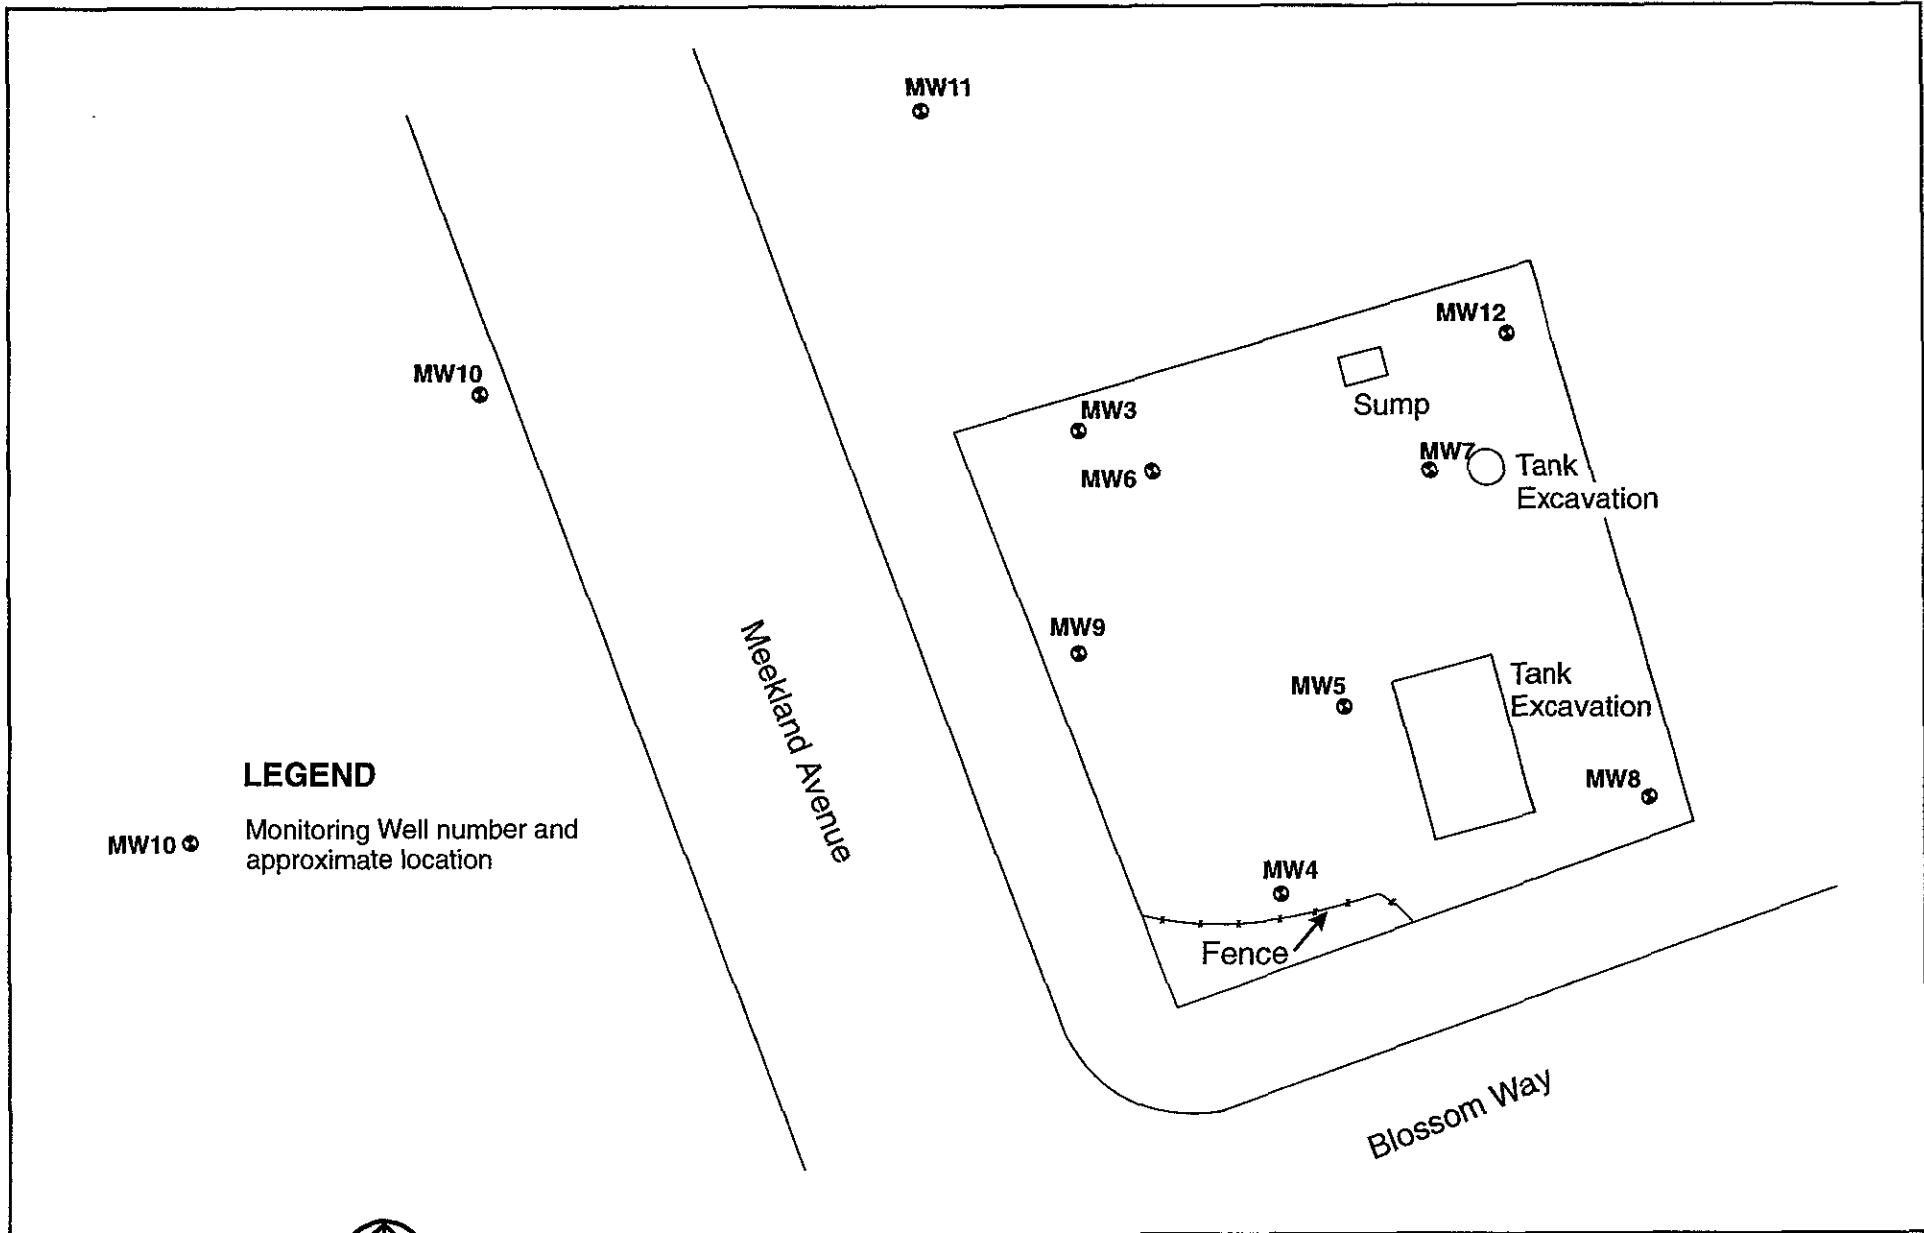 MW11
MW12
MW10
Sump
MW3
MW7
Tank
Excavation
MW6
MW9
Meekland Avenue
MW5
Tank
Excavation
MW8
LEGEND
MW10
Monitoring Well number and
approximate location
MW4
Fence
Blossom Way